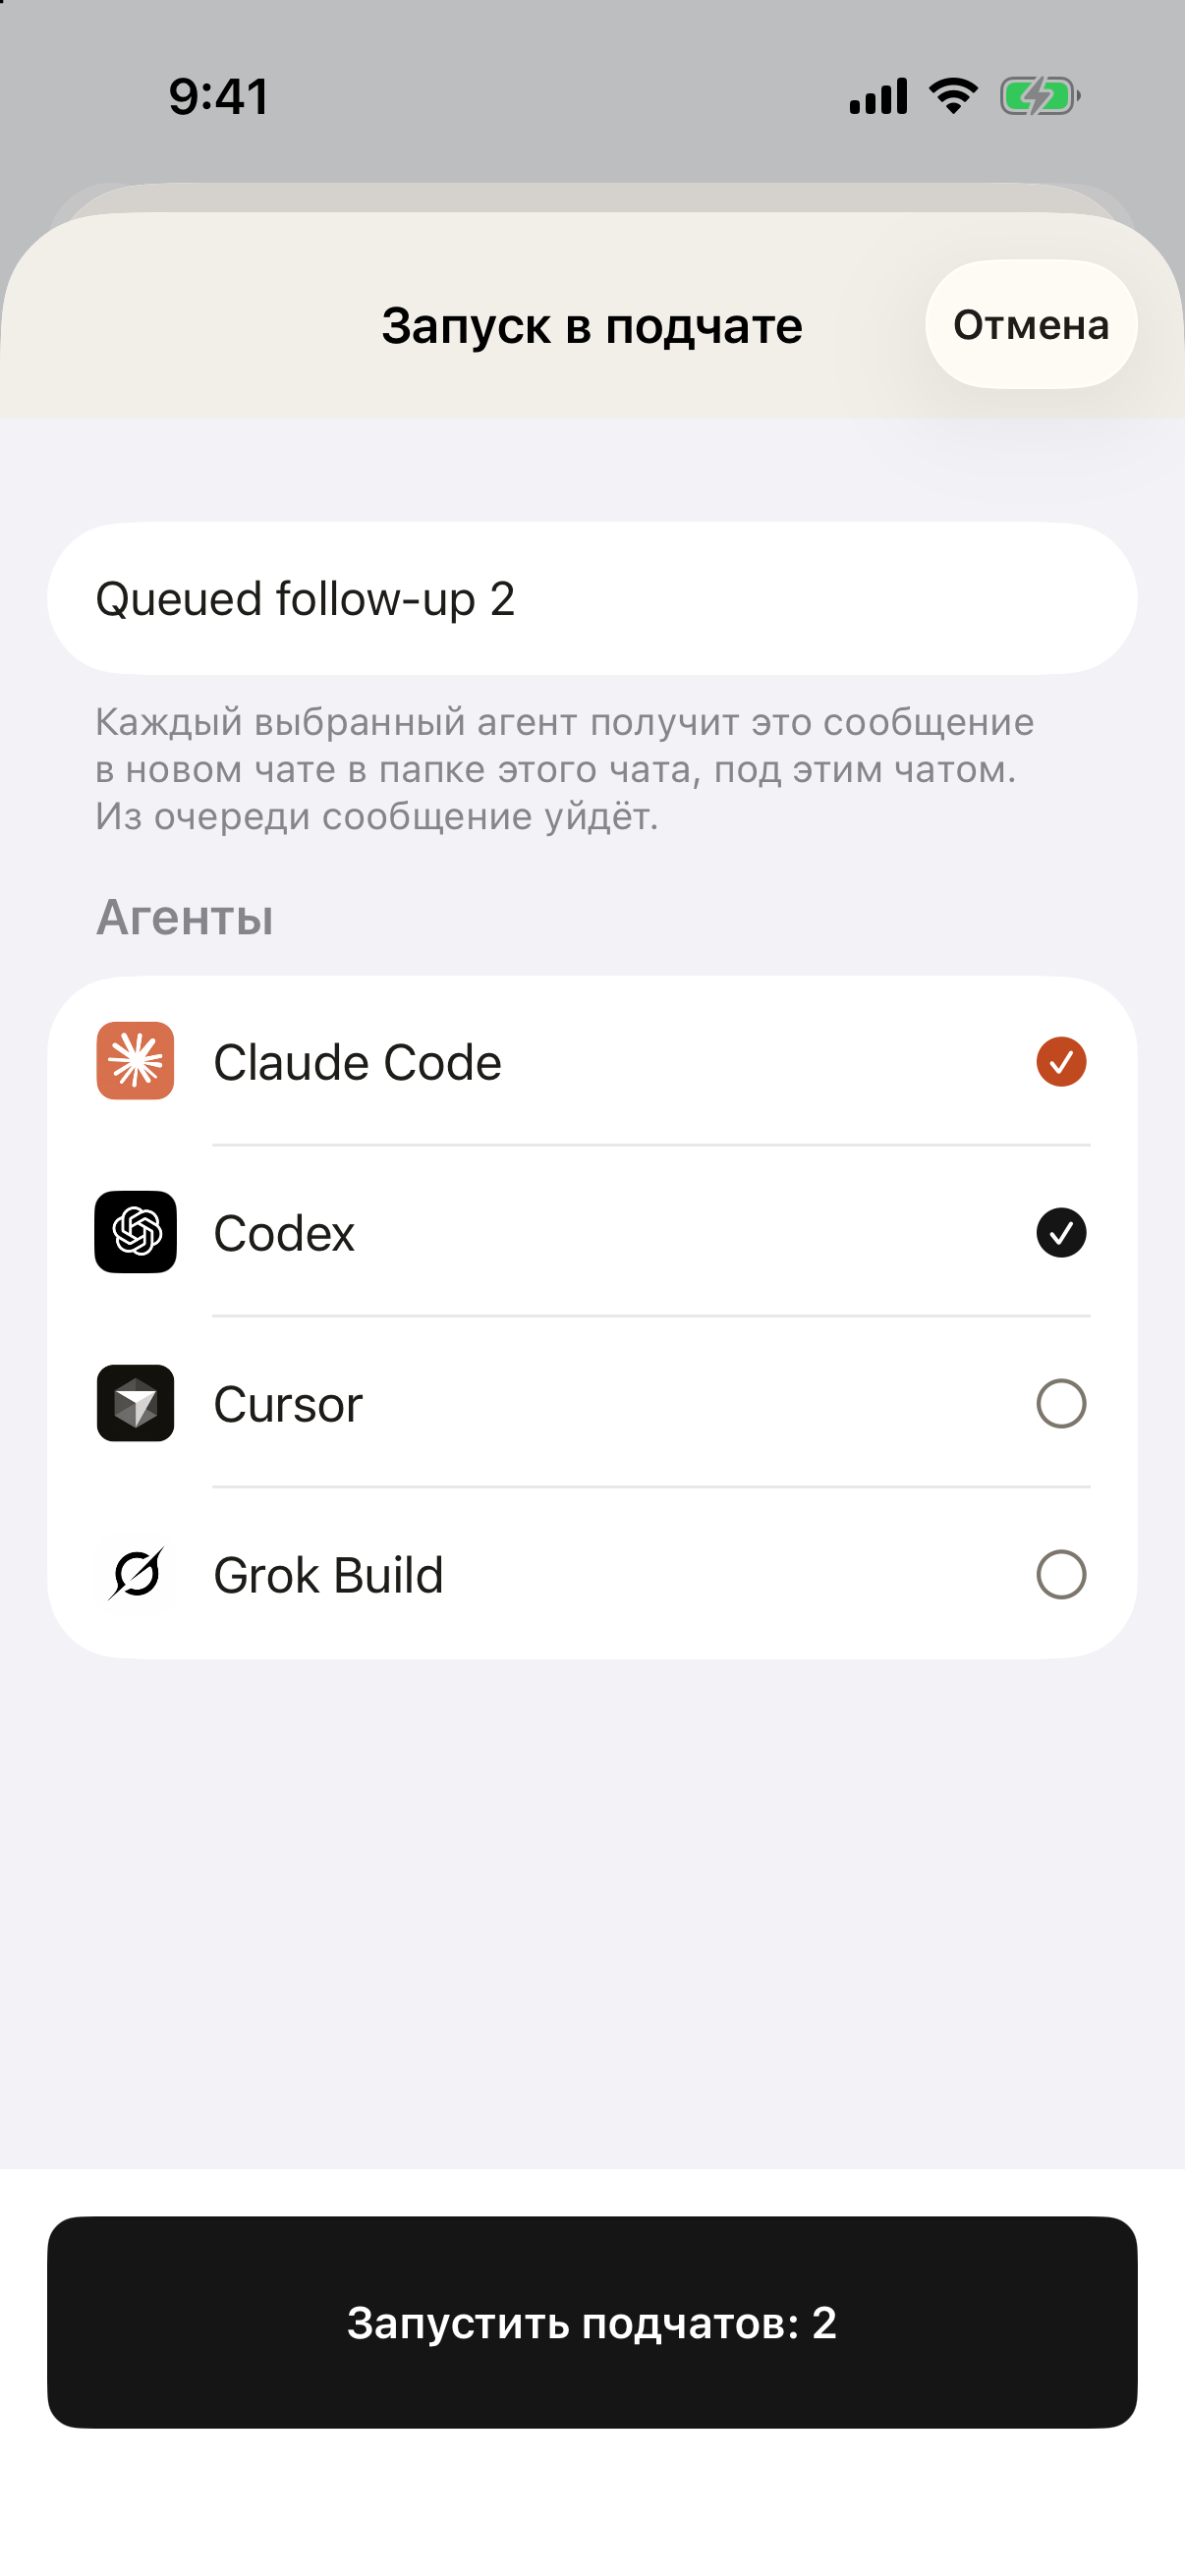 9:41
Запуск в подчате
Отмена
Queued follow-up 2
Каждый выбранный агент получит это сообщение
в новом чате в папке этого чата, под этим чатом.
Из очереди сообщение уйдёт.
Агенты
Claude Code
Codex
Cursor
Grok Build
Запустить подчатов: 2